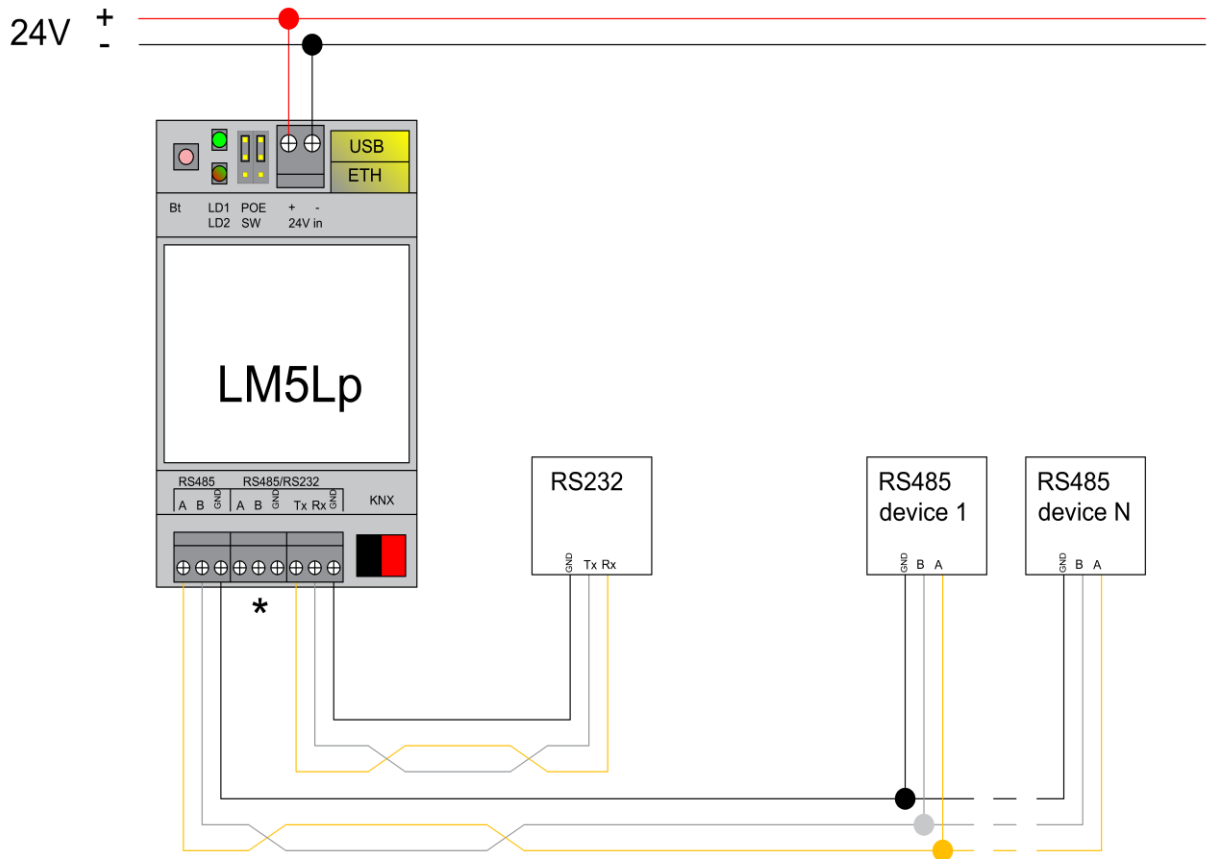 24V + -
USB
ETH
Bt LD1 POE + -
LD2 SW 24V in
LM5Lp
RS485 RS485/RS232
A B GND A B GND Tx Rx GND KNX
*
RS232
GND Tx Rx
RS485
device 1
GND B A
RS485
device N
GND B A